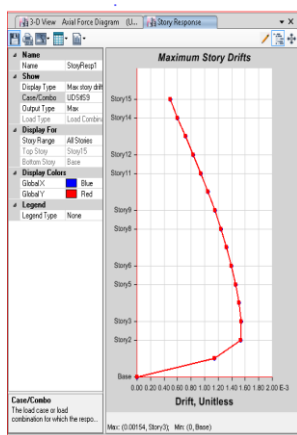 3-D View Axial Force Diagram (U...
Story Response
Name
Name StoryResp1
Show
Display Type Max story drift
Case/Combo UDStlS9
Output Type Max
Load Type Load Combin
Display For
Story Range All Stories
Top Story Story15
Bottom Story Base
Display Colors
Global X Blue
Global Y Red
Legend
Legend Type None
Case/Combo
The load case or load
combination for which the respo...
Maximum Story Drifts
Story15
Story14
Story12
Story11
Story9
Story8
Story6
Story5
Story3
Story2
Base
0.00 0.20 0.40 0.60 0.80 1.00 1.20 1.40 1.60 1.80 2.00 E-3
Drift, Unitless
Max: (0.00154, Story3); Min: (0, Base)